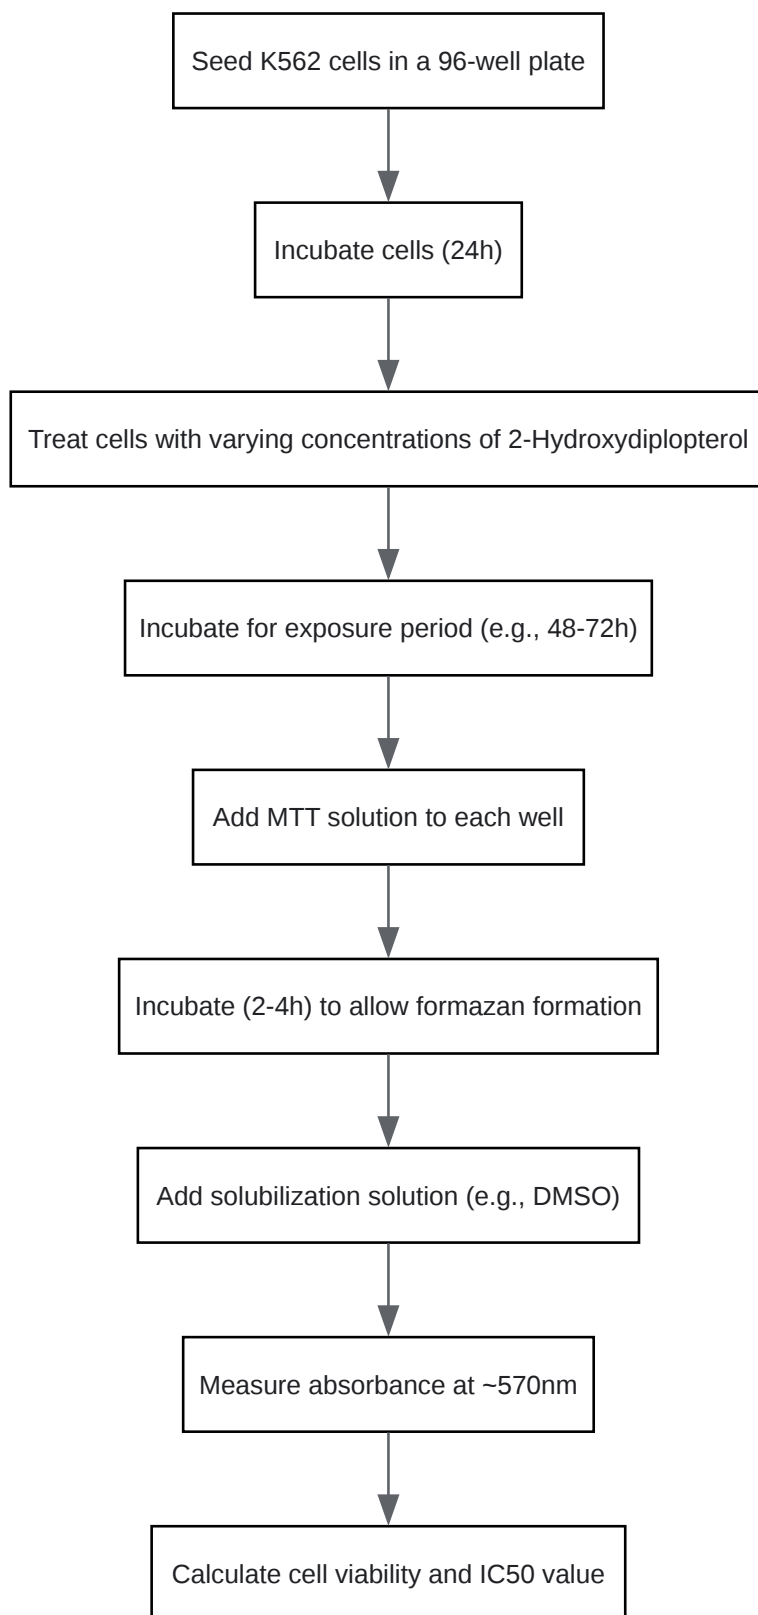 Seed K562 cells in a 96-well plate
Incubate cells (24h)
Treat cells with varying concentrations of 2-Hydroxydiplopterol
Incubate for exposure period (e.g., 48-72h)
Add MTT solution to each well
Incubate (2-4h) to allow formazan formation
Add solubilization solution (e.g., DMSO)
Measure absorbance at ~570nm
Calculate cell viability and IC50 value